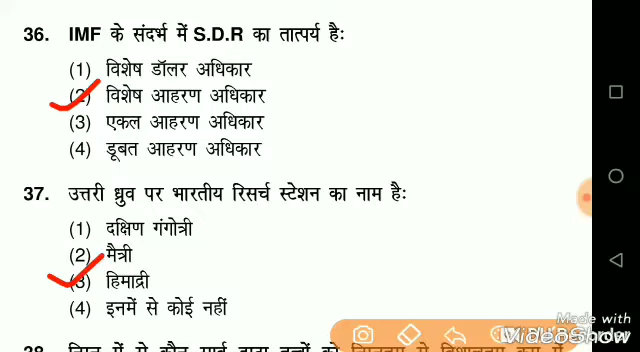 36. IMF के संदर्भ में S.D.R का तात्पर्य हैः
(1) विशेष डॉलर अधिकार
(2) विशेष आहरण अधिकार
(3) एकल आहरण अधिकार
(4) डूबत आहरण अधिकार
37. उत्तरी ध्रुव पर भारतीय रिसर्च स्टेशन का नाम हैः
(1) दक्षिण गंगोत्री
(2) मैत्री
(3) हिमाद्री
(4) इनमें से कोई नहीं
Made with
VideoShow